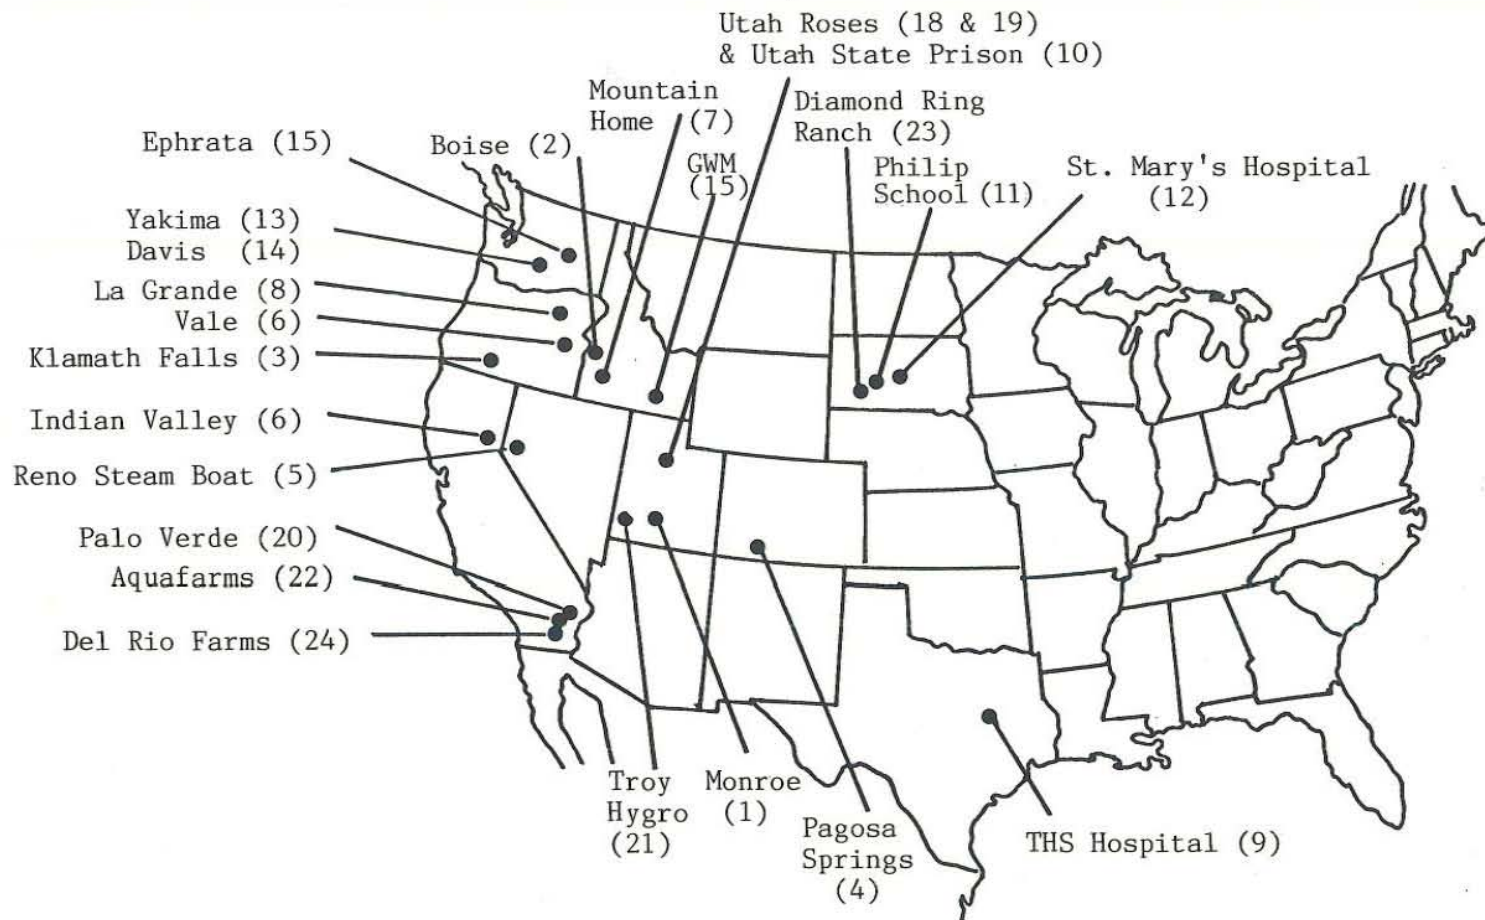 Utah Roses (18 & 19)
& Utah State Prison (10)
Mountain
Home (7)
Diamond Ring
Ranch (23)
Ephrata (15)
Boise (2)
GWM
(15)
Philip
School (11)
St. Mary's Hospital
(12)
Yakima (13)
Davis (14)
La Grande (8)
Vale (6)
Klamath Falls (3)
Indian Valley (6)
Reno Steam Boat (5)
Palo Verde (20)
Aquafarms (22)
Del Rio Farms (24)
Troy
Hygro
(21)
Monroe
(1)
Pagosa
Springs
(4)
THS Hospital (9)